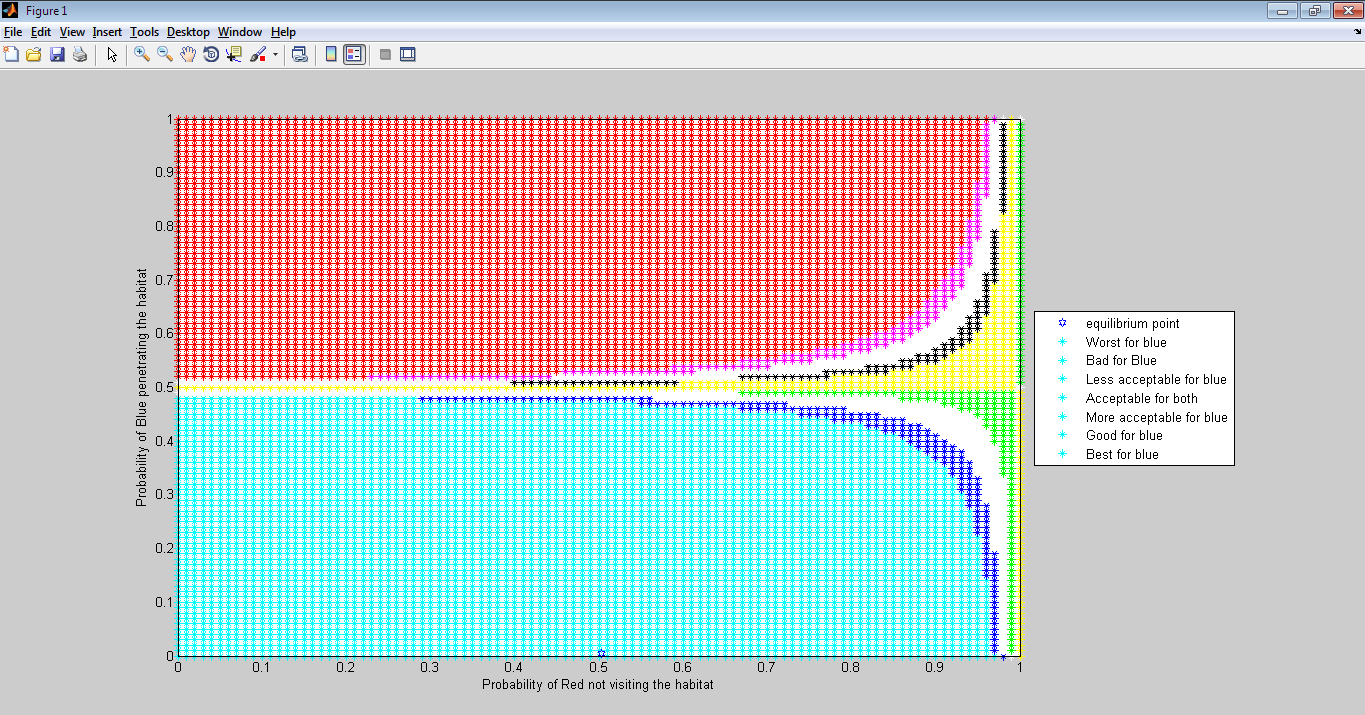 Figure 1
File Edit View Insert Tools Desktop Window Help
1
0.9
0.8
0.7
0.6
0.5
0.4
0.3
0.2
0.1
0
Probability of Blue penetrating the habitat
0 0.1 0.2 0.3 0.4 0.5 0.6 0.7 0.8 0.9 1
Probability of Red not visiting the habitat
equilibrium point
Worst for blue
Bad for Blue
Less acceptable for blue
Acceptable for both
More acceptable for blue
Good for blue
Best for blue